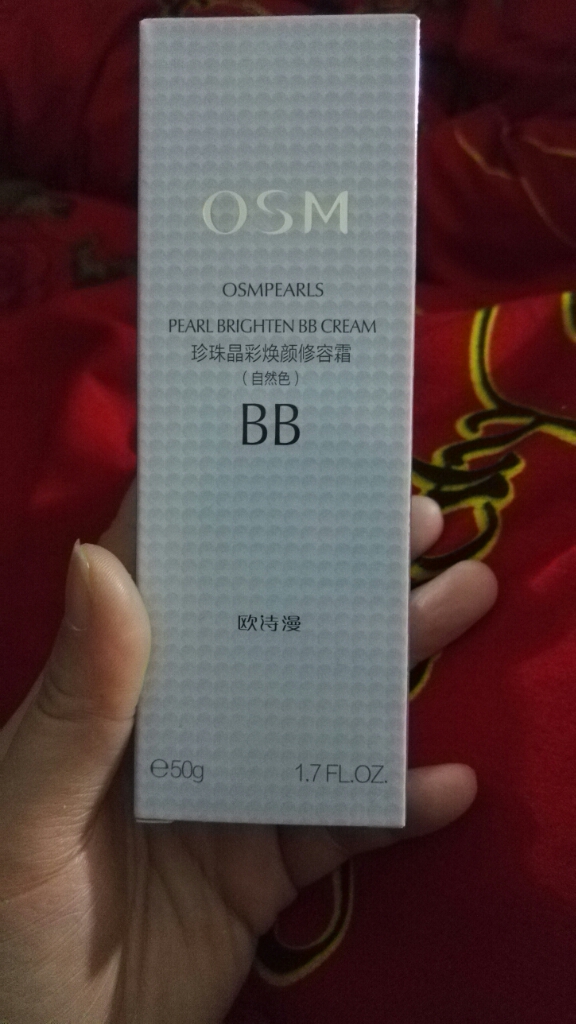 OSM
OSMPEARLS
PEARL BRIGHTEN BB CREAM
珍珠晶彩焕颜修容霜
（自然色）
BB
欧诗漫
℮50g 1.7 FL.OZ.